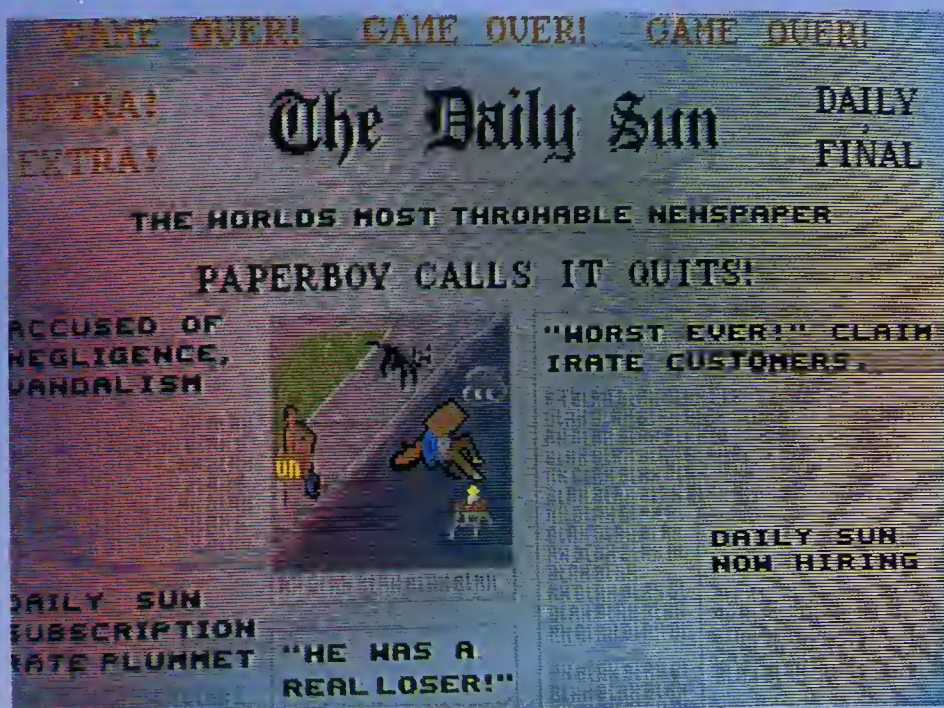 GAME OVER! GAME OVER! GAME OVER!
EXTRA!
EXTRA!
The Daily Sun
DAILY
FINAL
THE WORLDS MOST THROWABLE NEWSPAPER
PAPERBOY CALLS IT QUITS!
ACCUSED OF
NEGLIGENCE,
VANDALISM
UN
"WORST EVER!" CLAIM
IRATE CUSTOMERS.
DAILY SUN
NOW HIRING
DAILY SUN
SUBSCRIPTION
RATE PLUMMET
"HE WAS A
REAL LOSER!"